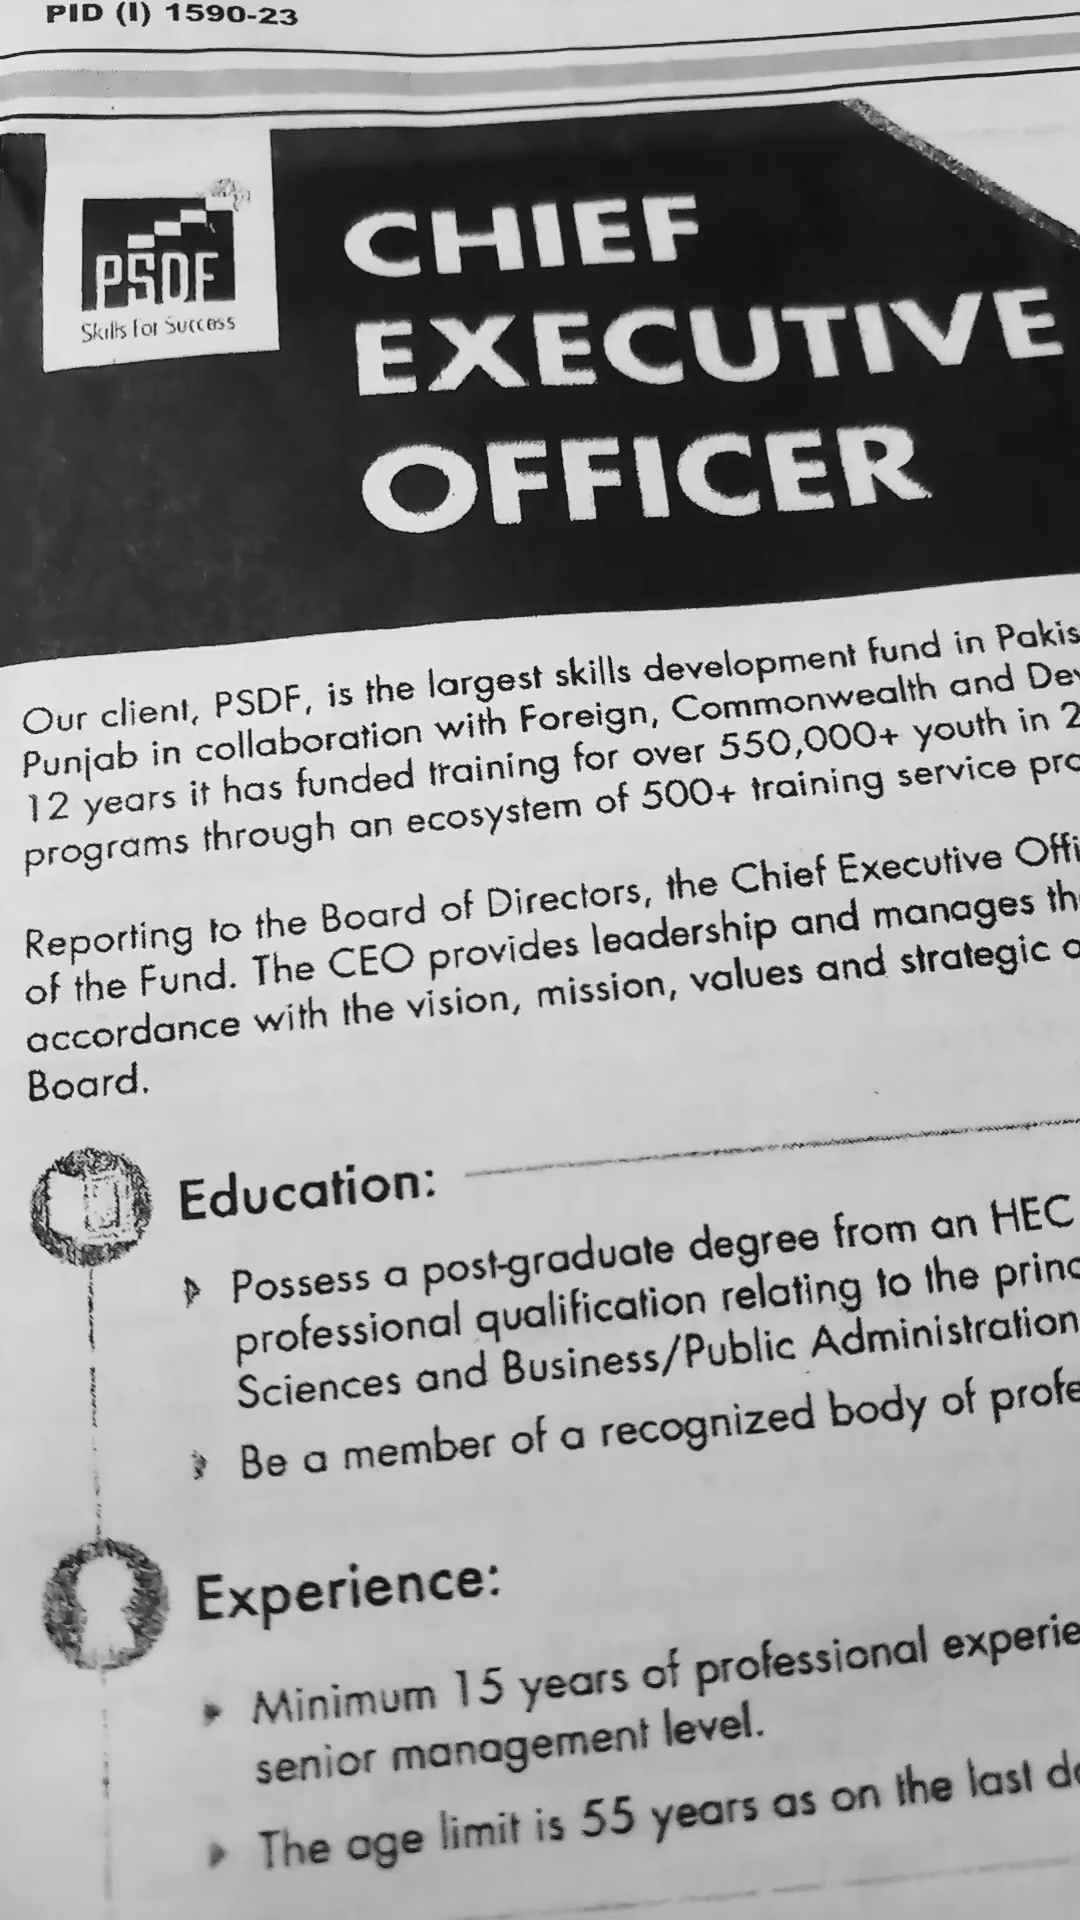 PID (I) 1590-23
PSDF
Skills for Success
CHIEF
EXECUTIVE
OFFICER
Our client, PSDF, is the largest skills development fund in Pakis
Punjab in collaboration with Foreign, Commonwealth and Dev
12 years it has funded training for over 550,000+ youth in 2
programs through an ecosystem of 500+ training service pro
Reporting to the Board of Directors, the Chief Executive Offi
of the Fund. The CEO provides leadership and manages the
accordance with the vision, mission, values and strategic o
Board.
Education:
Possess a post-graduate degree from an HEC
professional qualification relating to the princ
Sciences and Business/Public Administration
Be a member of a recognized body of profe
Experience:
Minimum 15 years of professional experie
senior management level.
The age limit is 55 years as on the last da